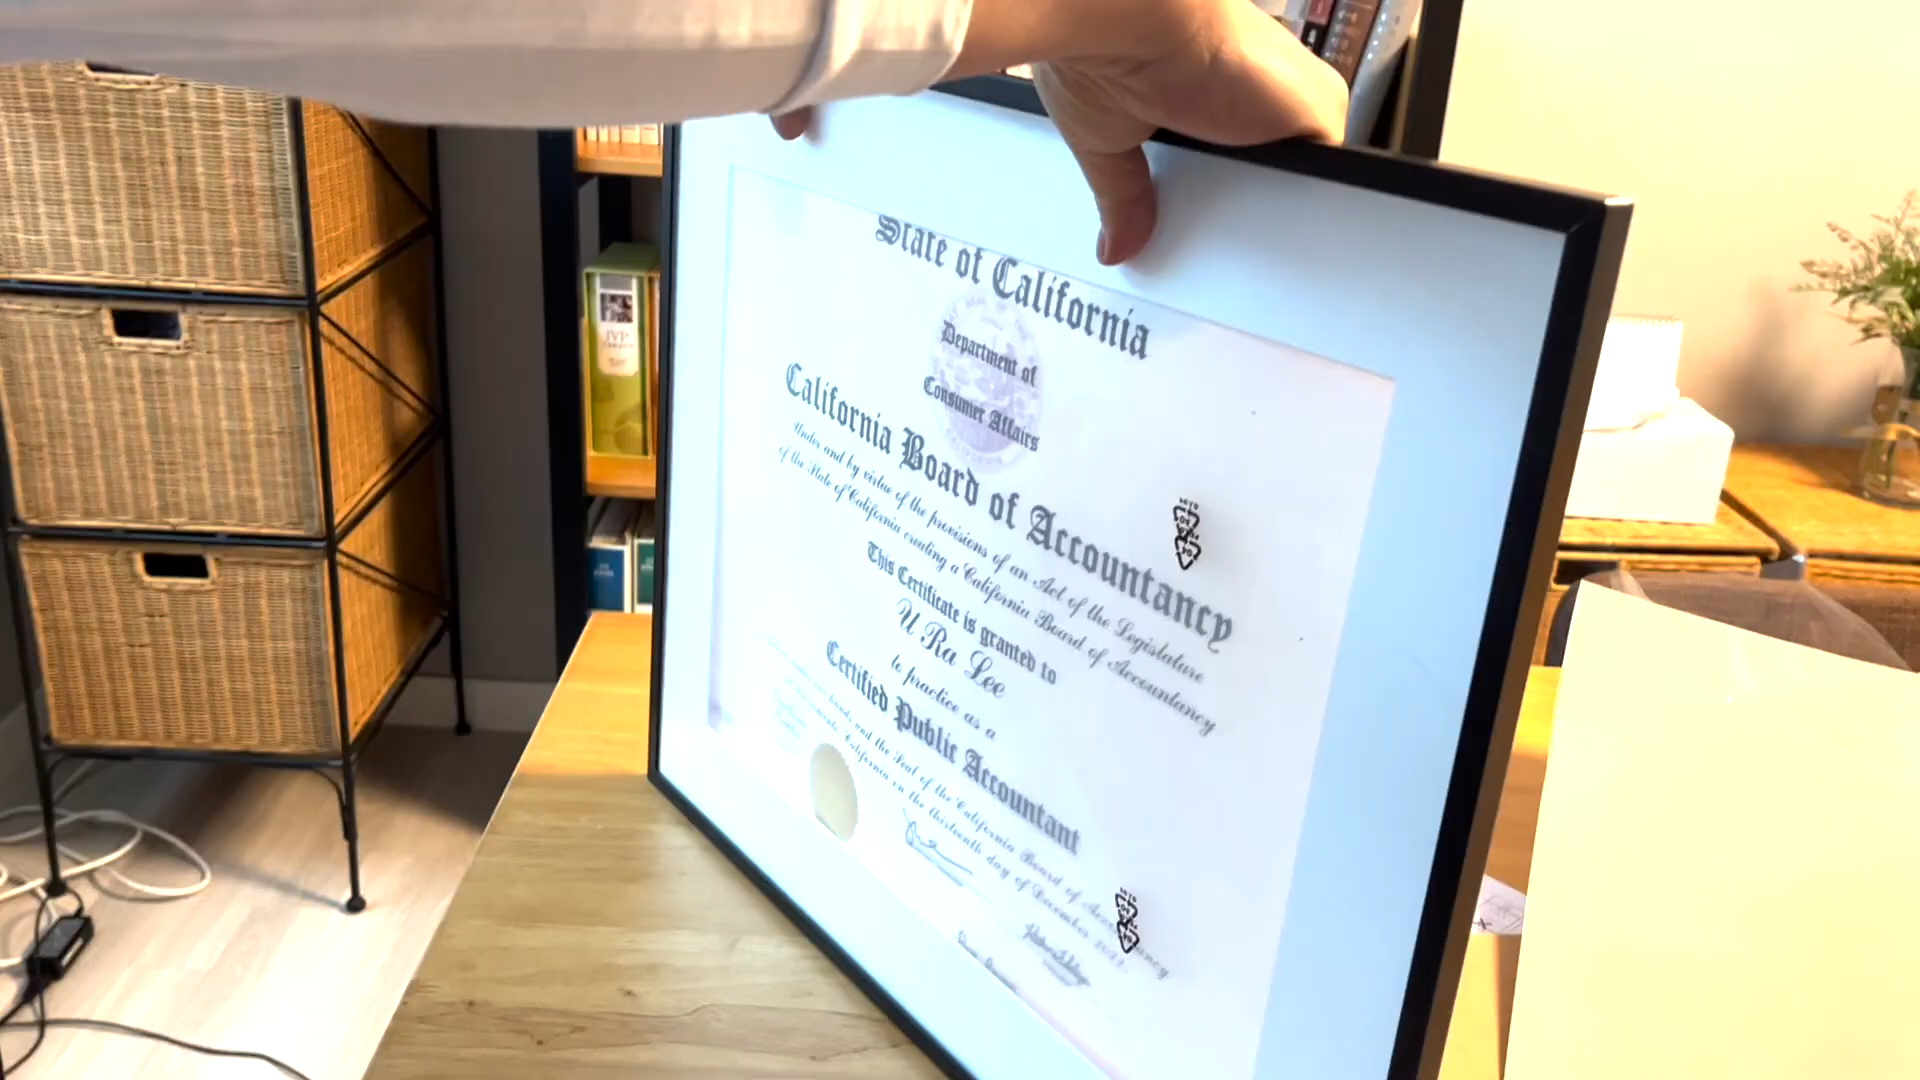 State of California
Department of
Consumer Affairs
California Board of Accountancy
Under and by virtue of the provisions of an Act of the Legislature
of the State of California creating a California Board of Accountancy
This Certificate is granted to
U Ra Lee
to practice as a
Certified Public Accountant
hands and the Seal of the California Board of Accountancy
California on the thirteenth day of December
IVP